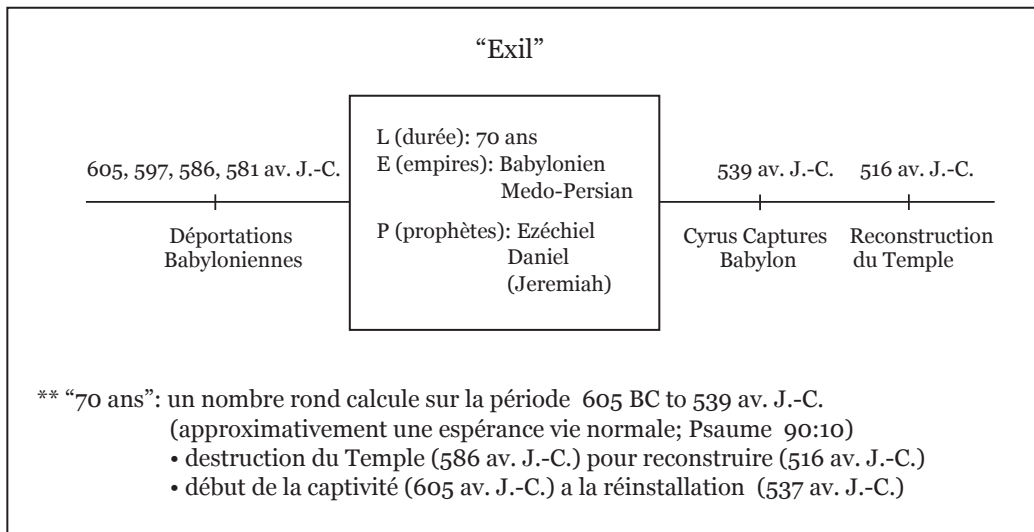 “Exil”
L (durée): 70 ans
E (empires): Babylonien
Medo-Persian
P (prophètes): Ezéchiel
Daniel
(Jeremiah)
605, 597, 586, 581 av. J.-C.
Déportations
Babyloniennes
539 av. J.-C.
Cyrus Captures
Babylon
516 av. J.-C.
Reconstruction
du Temple
** “70 ans”: un nombre rond calcule sur la période 605 BC to 539 av. J.-C.
(approximativement une espérance vie normale; Psaume 90:10)
• destruction du Temple (586 av. J.-C.) pour reconstruire (516 av. J.-C.)
• début de la captivité (605 av. J.-C.) a la réinstallation (537 av. J.-C.)